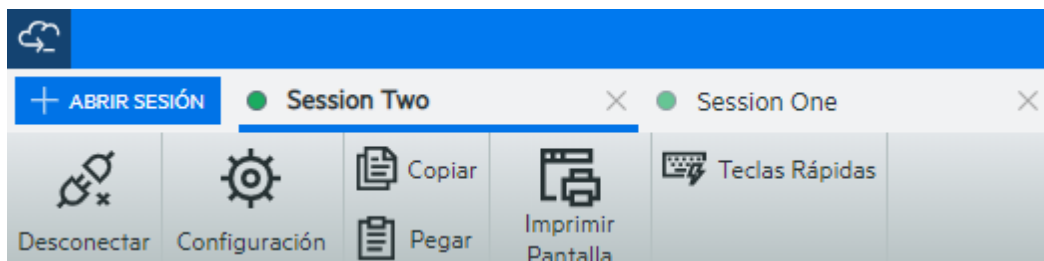 ABRIR SESIÓN
Session Two
Session One
Desconectar
Configuración
Copiar
Pegar
Imprimir
Pantalla
Teclas Rápidas